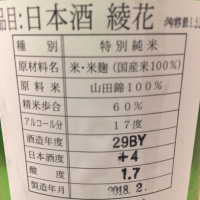 品目:日本酒 綾花
種別 特別純米
原材料名 米・米麹(国産米100%)
原料米 山田錦100%
精米歩合 60%
アルコール分 17度
酒造年度 29BY
日本酒度 +4
酸度 1.7
製造年月 2018.2.